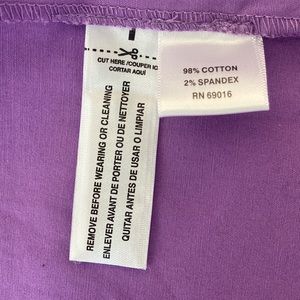 CUT HERE /COUPER IC
CORTAR AQUÍ
REMOVE BEFORE WEARING OR CLEANING
ENLEVER AVANT DE PORTER OU DE NETTOYER
QUITAR ANTES DE USAR O LIMPIAR
98% COTTON
2% SPANDEX
RN 69016